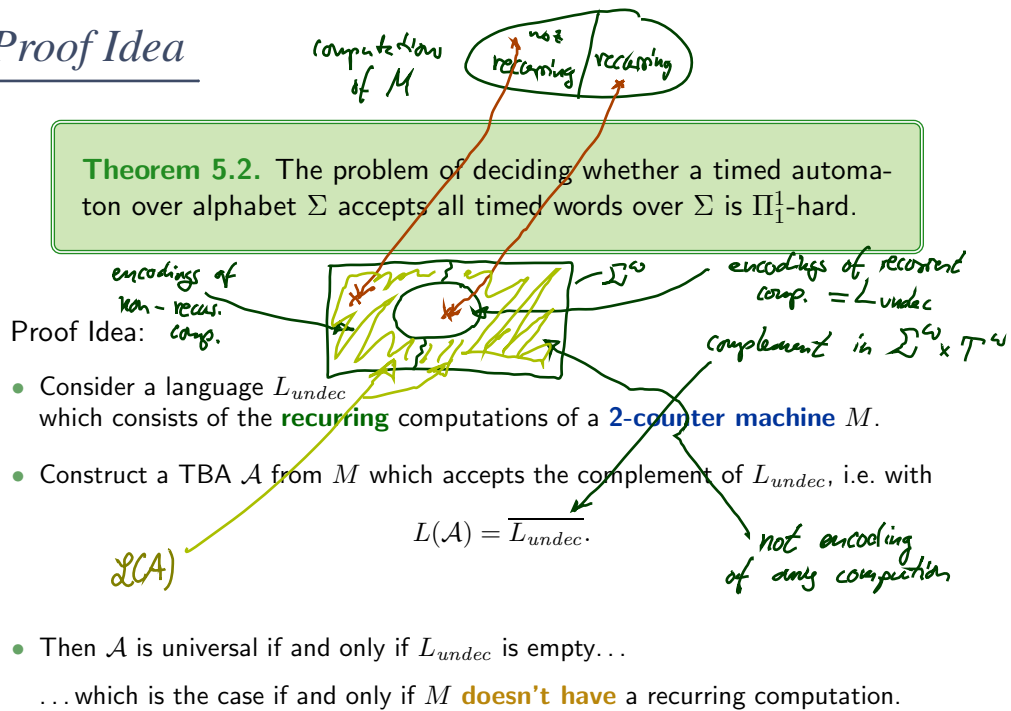 Proof Idea
computation
of M
not
recurring
recurring
Theorem 5.2. The problem of deciding whether a timed automa-
ton over alphabet Σ accepts all timed words over Σ is Π¹₁-hard.
encodings of
non-recur.
comp.
Σ^ω
encodings of recurrent
comp. = L_undec
complement in Σ^ω × T^ω
Proof Idea:
• Consider a language L_undec
which consists of the recurring computations of a 2-counter machine M.
• Construct a TBA 𝒜 from M which accepts the complement of L_undec, i.e. with
L(𝒜) = \overline{L_undec}.
ℒ(A)
not encoding
of any compution
• Then 𝒜 is universal if and only if L_undec is empty...
...which is the case if and only if M doesn't have a recurring computation.